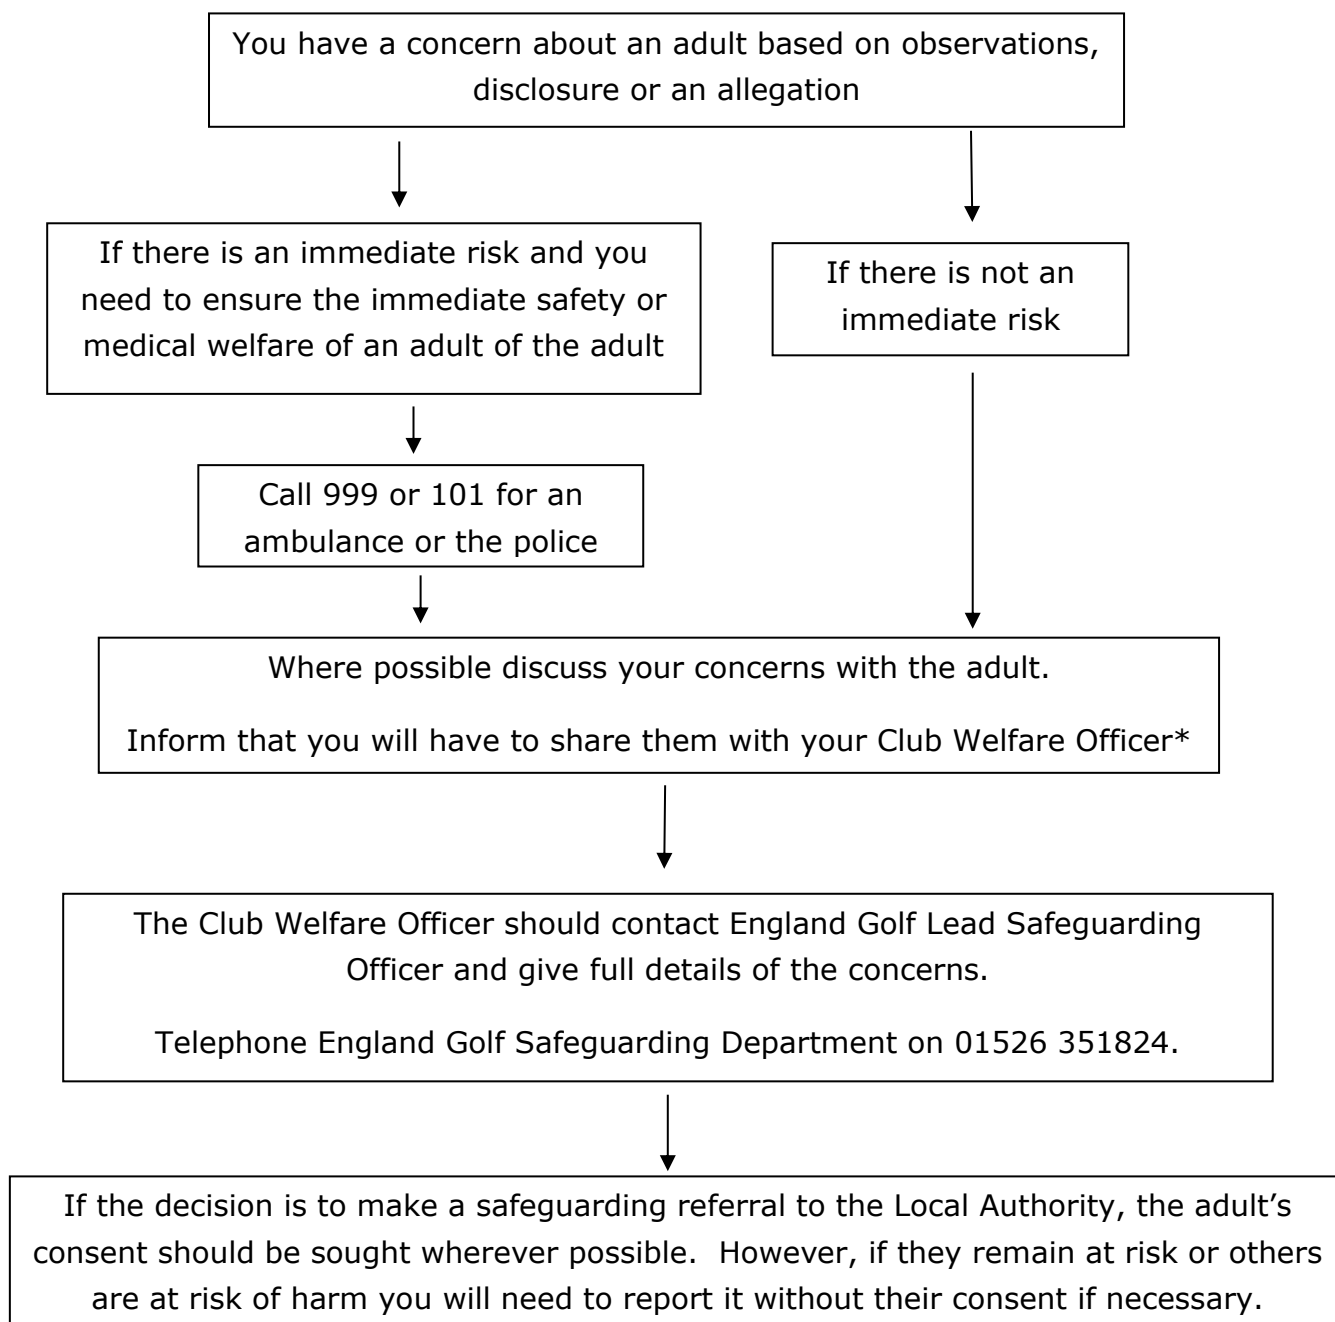 You have a concern about an adult based on observations,
disclosure or an allegation
If there is an immediate risk and you
need to ensure the immediate safety or
medical welfare of an adult of the adult
If there is not an
immediate risk
Call 999 or 101 for an
ambulance or the police
Where possible discuss your concerns with the adult.
Inform that you will have to share them with your Club Welfare Officer*
The Club Welfare Officer should contact England Golf Lead Safeguarding
Officer and give full details of the concerns.
Telephone England Golf Safeguarding Department on 01526 351824.
If the decision is to make a safeguarding referral to the Local Authority, the adult’s
consent should be sought wherever possible.  However, if they remain at risk or others
are at risk of harm you will need to report it without their consent if necessary.